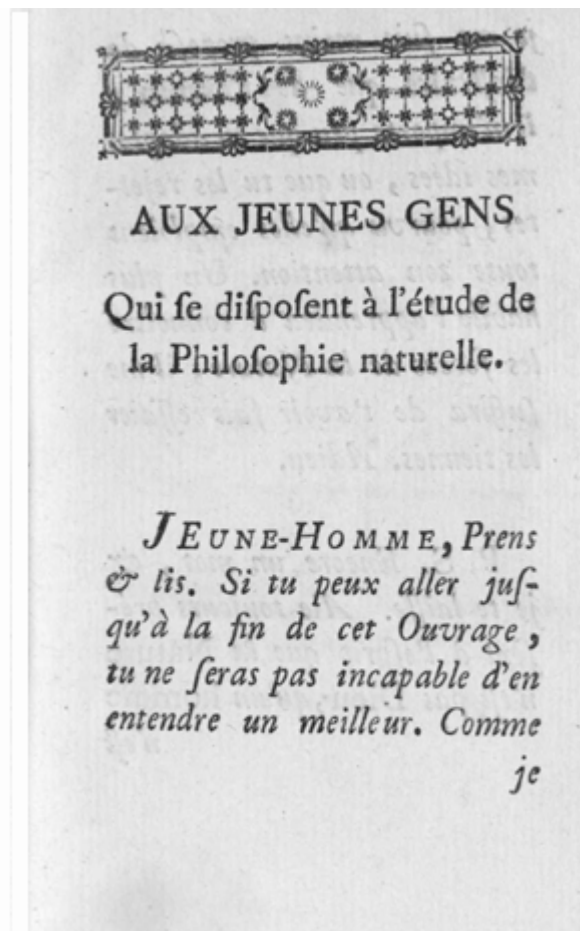 AUX JEUNES GENS
Qui ſe diſpoſent à l'étude de
la Philoſophie naturelle.
JEUNE-HOMME, Prens
& lis. Si tu peux aller juſ-
qu'à la fin de cet Ouvrage,
tu ne ſeras pas incapable d'en
entendre un meilleur. Comme
je